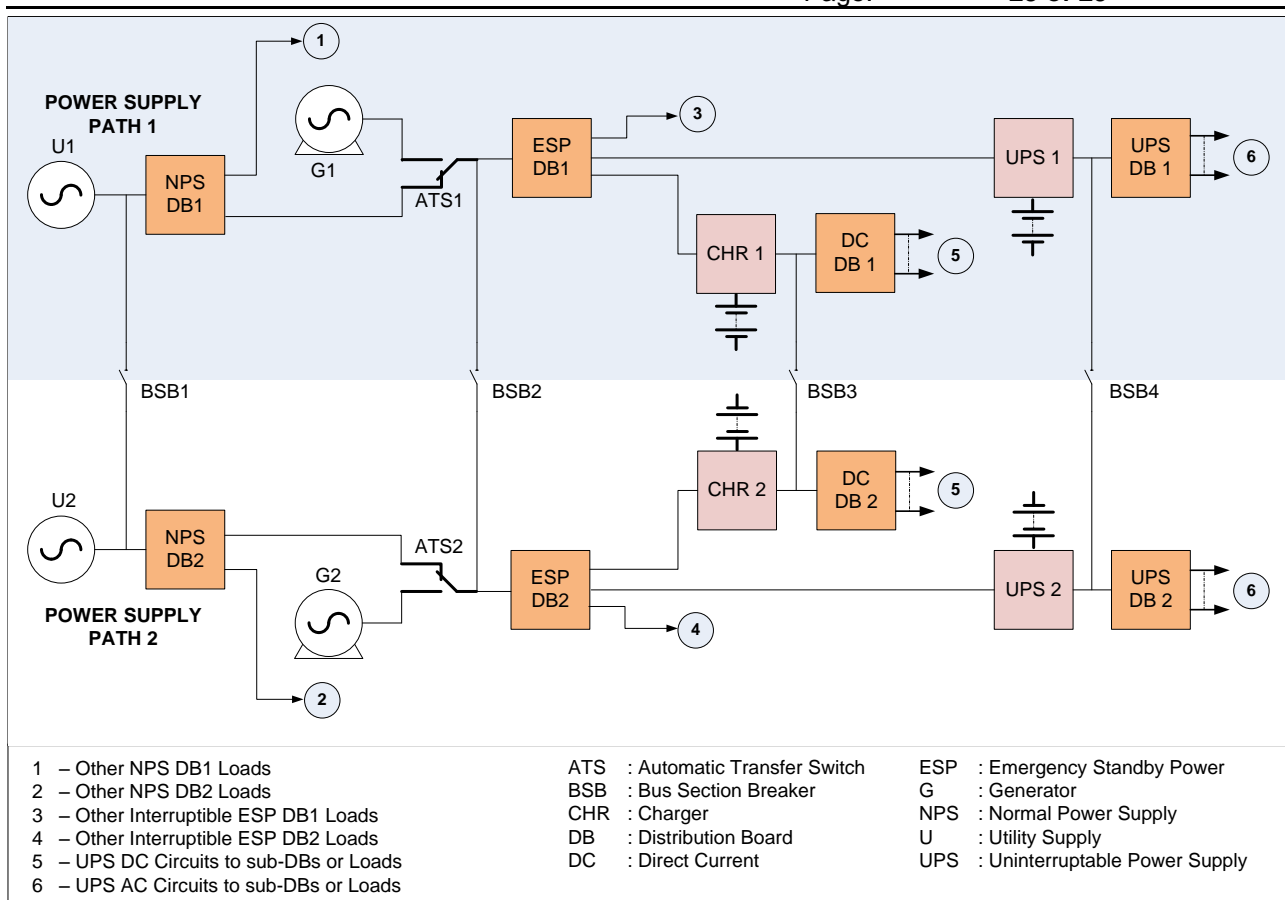 1
POWER SUPPLY
PATH 1
U1
NPS
DB1
G1
ATS1
ESP
DB1
3
UPS 1
UPS
DB 1
6
CHR 1
DC
DB 1
5
BSB1
BSB2
BSB3
BSB4
U2
NPS
DB2
POWER SUPPLY
PATH 2
ATS2
G2
ESP
DB2
CHR 2
DC
DB 2
5
4
UPS 2
UPS
DB 2
6
2
1 – Other NPS DB1 Loads
2 – Other NPS DB2 Loads
3 – Other Interruptible ESP DB1 Loads
4 – Other Interruptible ESP DB2 Loads
5 – UPS DC Circuits to sub-DBs or Loads
6 – UPS AC Circuits to sub-DBs or Loads
ATS : Automatic Transfer Switch
BSB : Bus Section Breaker
CHR : Charger
DB : Distribution Board
DC : Direct Current
ESP : Emergency Standby Power
G : Generator
NPS : Normal Power Supply
U : Utility Supply
UPS : Uninterruptable Power Supply